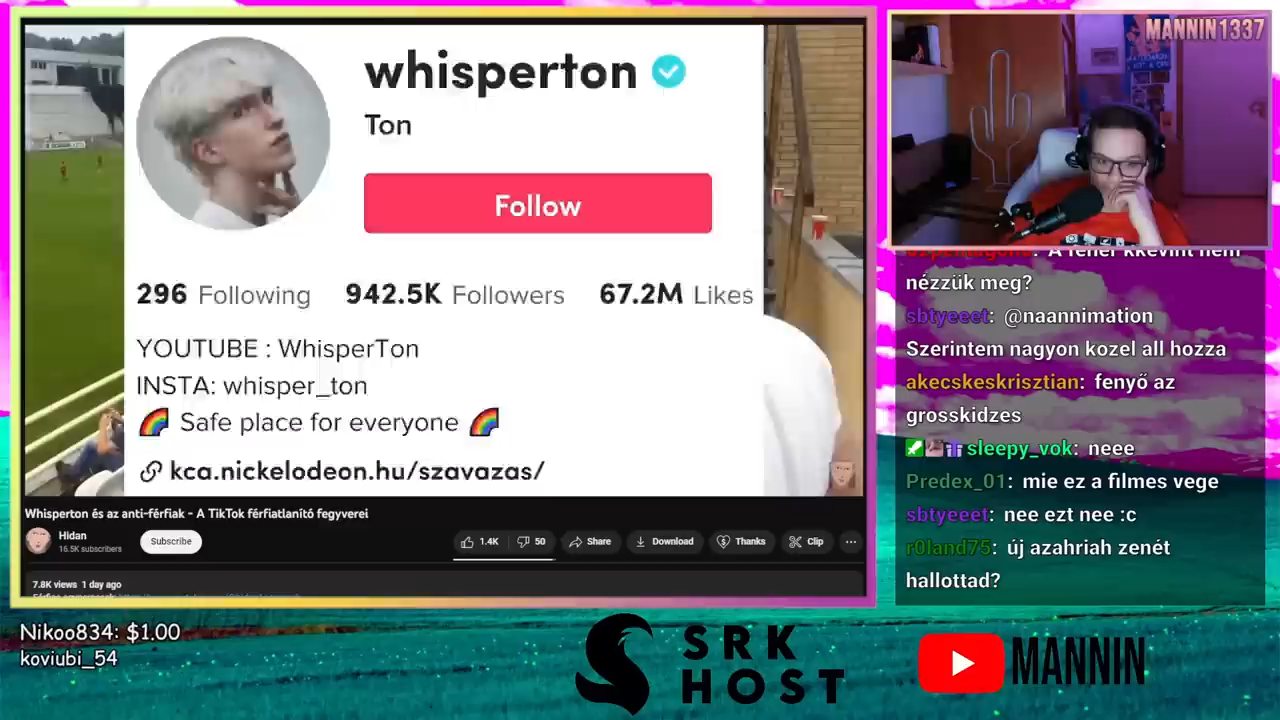 whisperton
Ton
Follow
296 Following 942.5K Followers 67.2M Likes
YOUTUBE : WhisperTon
INSTA: whisper_ton
🌈 Safe place for everyone 🌈
kca.nickelodeon.hu/szavazas/
Whisperton és az anti-férfiak - A TikTok férfiatlanító fegyverei
Hidan
16.5K subscribers
Subscribe
1.4K
50
Share
Download
Thanks
Clip
7.8K views 1 day ago
MANNIN1337
nézzük meg?
sbtyeeet: @naannimation
Szerintem nagyon kozel all hozza
akecskeskrisztian: fenyő az
grosskidzes
sleepy_vok: neee
Predex_01: mie ez a filmes vege
sbtyeeet: nee ezt nee :c
r0land75: új azahriah zenét
hallottad?
Nikoo834: $1.00
koviubi_54
SRK
HOST
MANNIN